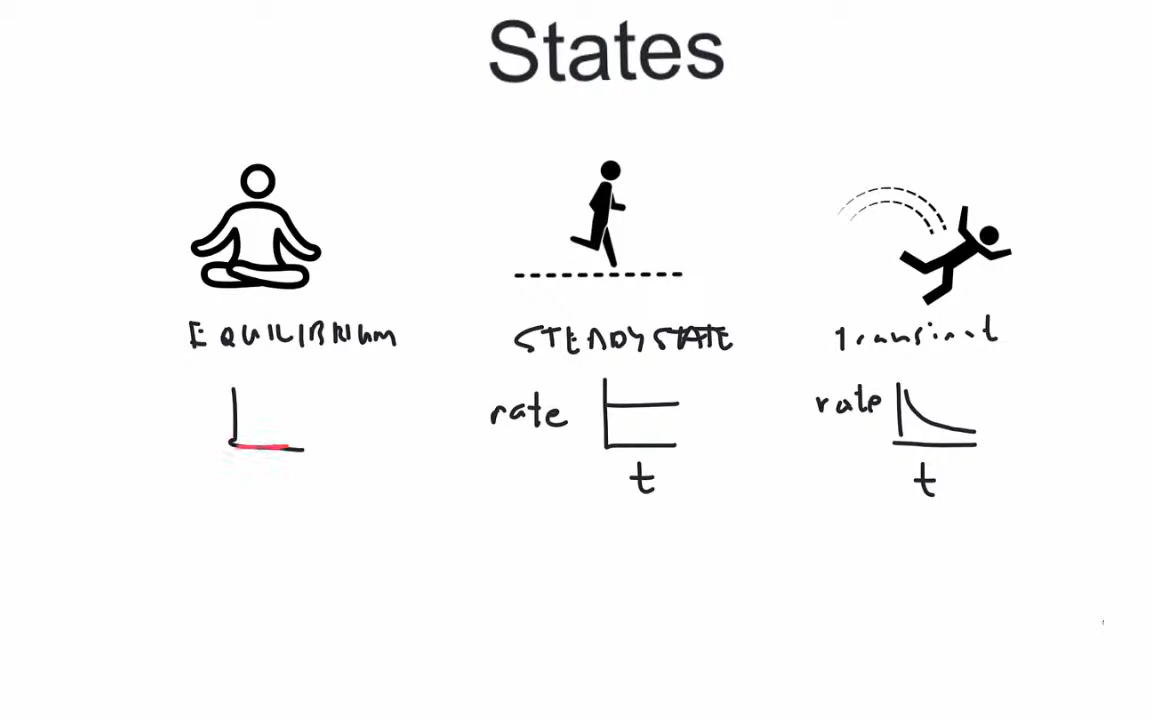 States
EQUILIBRIUM
STEADY STATE
Transient
rate
t
rate
t